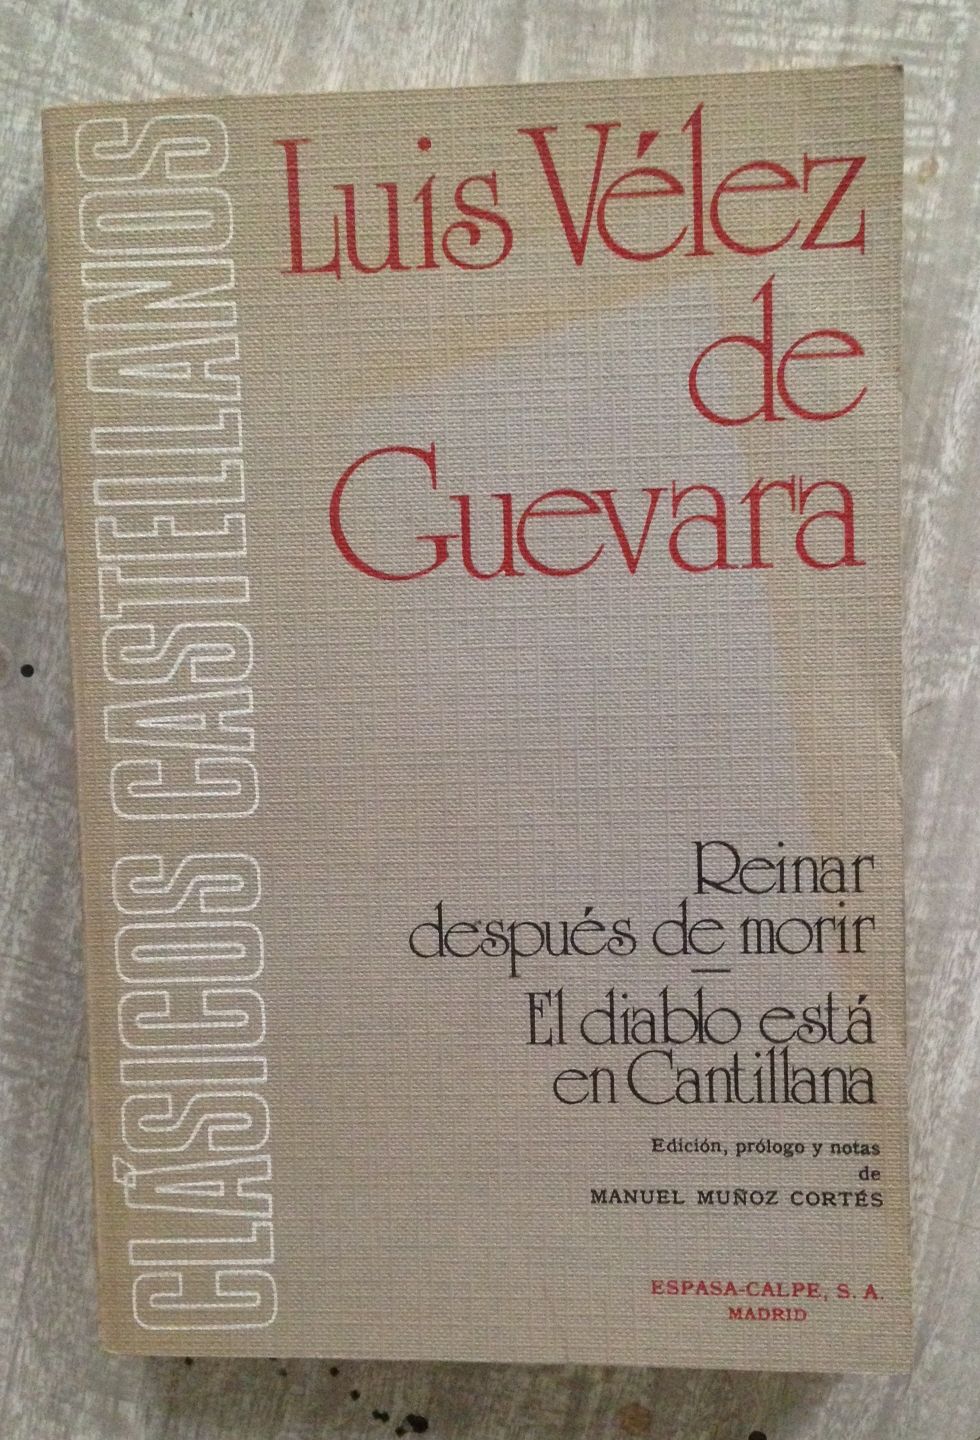 CLÁSICOS CASTELLANOS
Luis Vélez
de
Guevara
Reinar
después de morir
—
El diablo está
en Cantillana
Edición, prólogo y notas
de
MANUEL MUÑOZ CORTÉS
ESPASA-CALPE, S. A.
MADRID